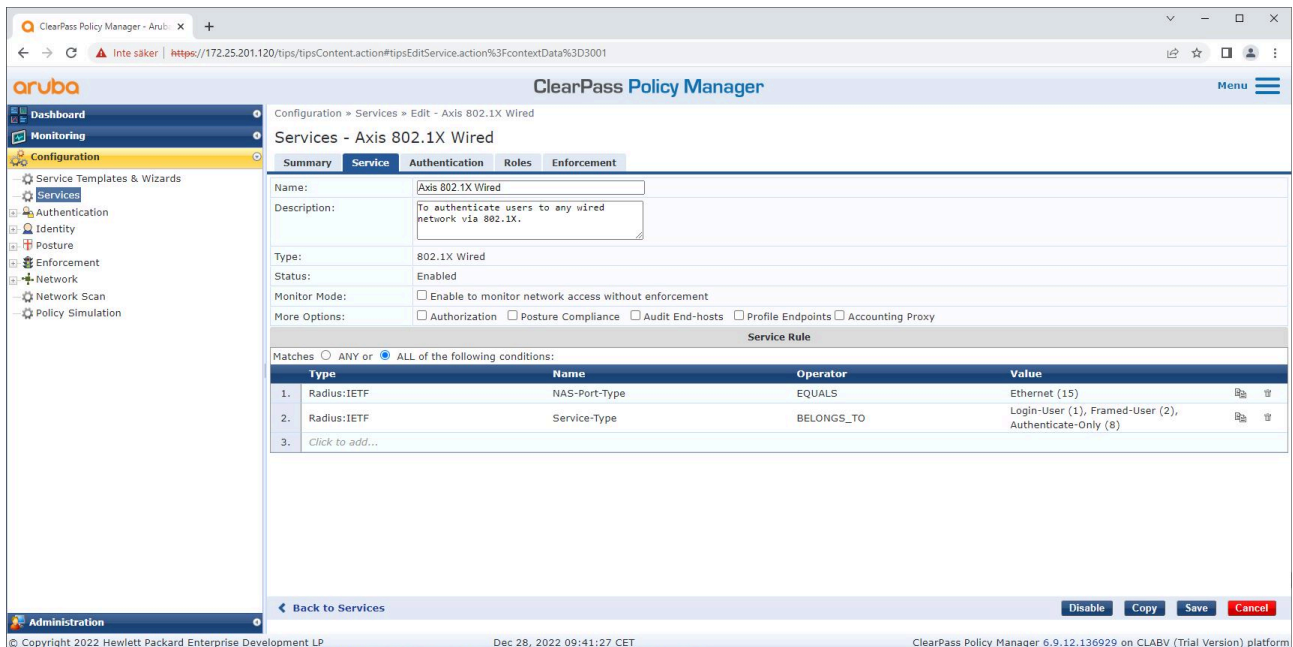 ClearPass Policy Manager - Arub
Inte säker | https://172.25.201.120/tips/tipsContent.action#tipsEditService.action%3FcontextData%3D3001
aruba
ClearPass Policy Manager
Menu
Dashboard
Monitoring
Configuration
Service Templates & Wizards
Services
Authentication
Identity
Posture
Enforcement
Network
Network Scan
Policy Simulation
Administration
Configuration » Services » Edit - Axis 802.1X Wired
Services - Axis 802.1X Wired
Summary Service Authentication Roles Enforcement
Name: Axis 802.1X Wired
Description: To authenticate users to any wired
network via 802.1X.
Type: 802.1X Wired
Status: Enabled
Monitor Mode: Enable to monitor network access without enforcement
More Options: Authorization Posture Compliance Audit End-hosts Profile Endpoints Accounting Proxy
Service Rule
Matches ANY or ALL of the following conditions:
Type Name Operator Value
1. Radius:IETF NAS-Port-Type EQUALS Ethernet (15)
2. Radius:IETF Service-Type BELONGS_TO Login-User (1), Framed-User (2),
Authenticate-Only (8)
3. Click to add...
Back to Services
Disable Copy Save Cancel
© Copyright 2022 Hewlett Packard Enterprise Development LP Dec 28, 2022 09:41:27 CET ClearPass Policy Manager 6.9.12.136929 on CLABV (Trial Version) platform